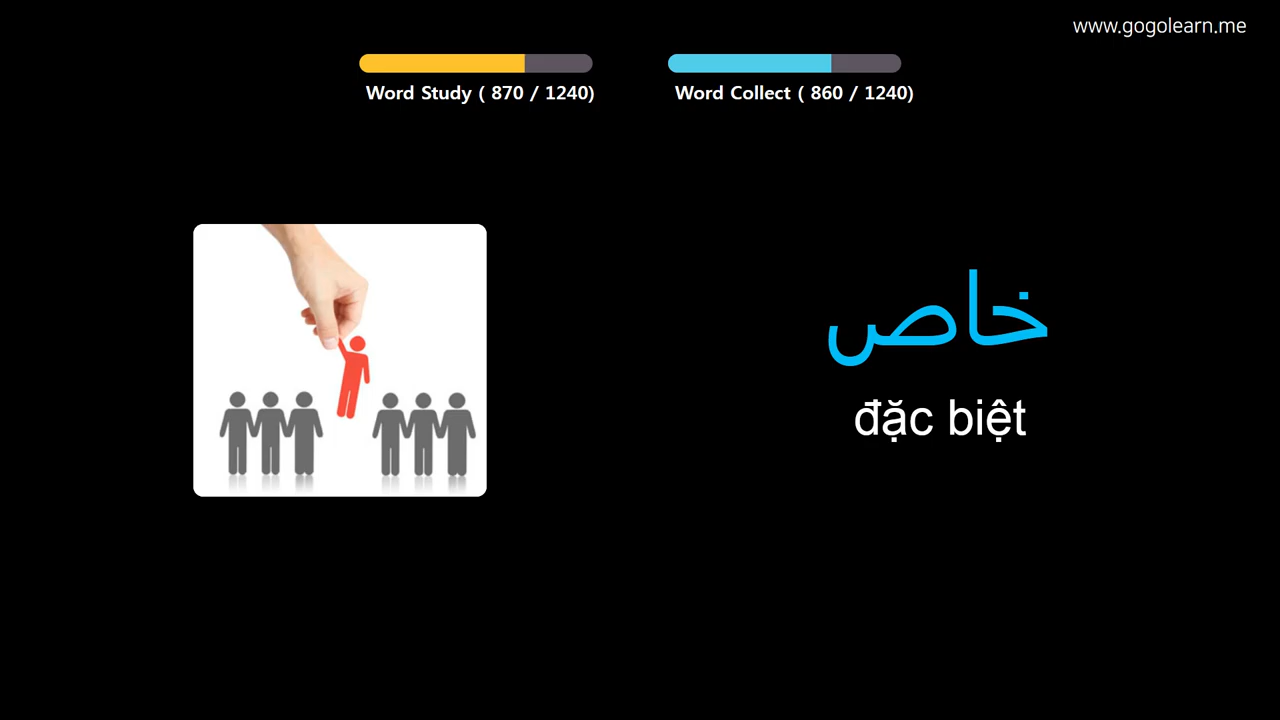 www.gogolearn.me
Word Study ( 870 / 1240)
Word Collect ( 860 / 1240)
خاص
đặc biệt